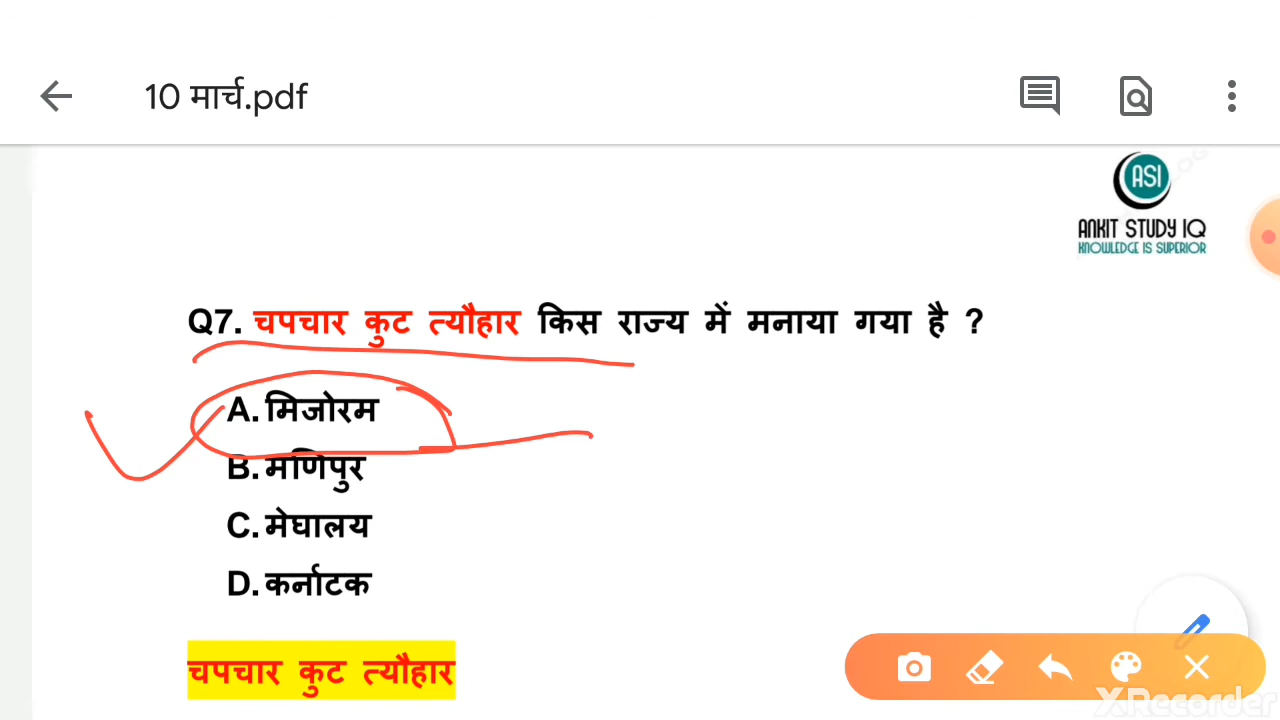 10 मार्च.pdf
ASI
ANKIT STUDY IQ
KNOWLEDGE IS SUPERIOR
Q7. चपचार कुट त्यौहार किस राज्य में मनाया गया है ?
A. मिजोरम
B. मणिपुर
C. मेघालय
D. कर्नाटक
चपचार कुट त्यौहार
XRecorder